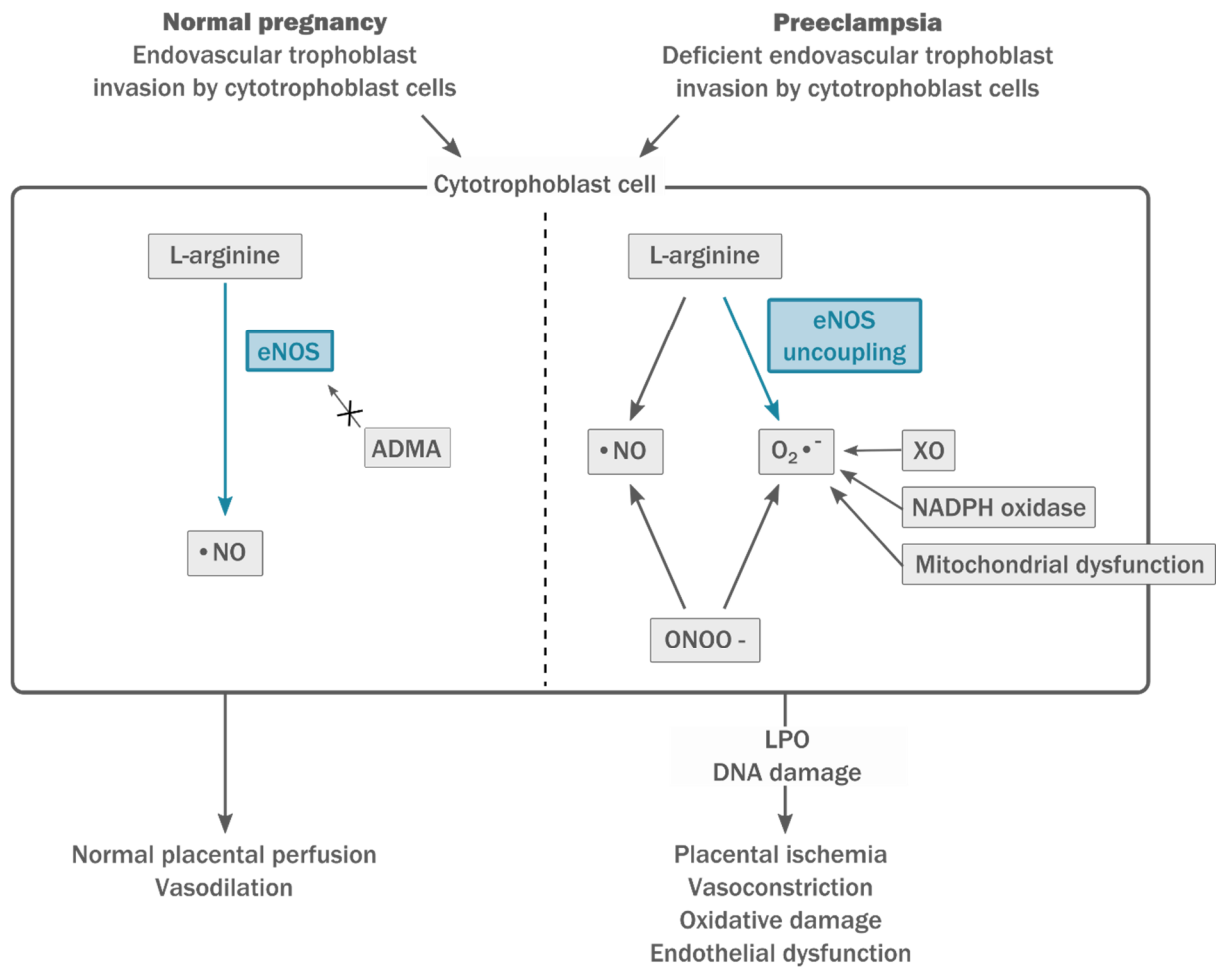 Normal pregnancy
Endovascular trophoblast
invasion by cytotrophoblast cells
Preeclampsia
Deficient endovascular trophoblast
invasion by cytotrophoblast cells
Cytotrophoblast cell
L-arginine
eNOS
ADMA
•NO
L-arginine
eNOS
uncoupling
•NO
O₂•⁻
XO
NADPH oxidase
Mitochondrial dysfunction
ONOO -
LPO
DNA damage
Normal placental perfusion
Vasodilation
Placental ischemia
Vasoconstriction
Oxidative damage
Endothelial dysfunction